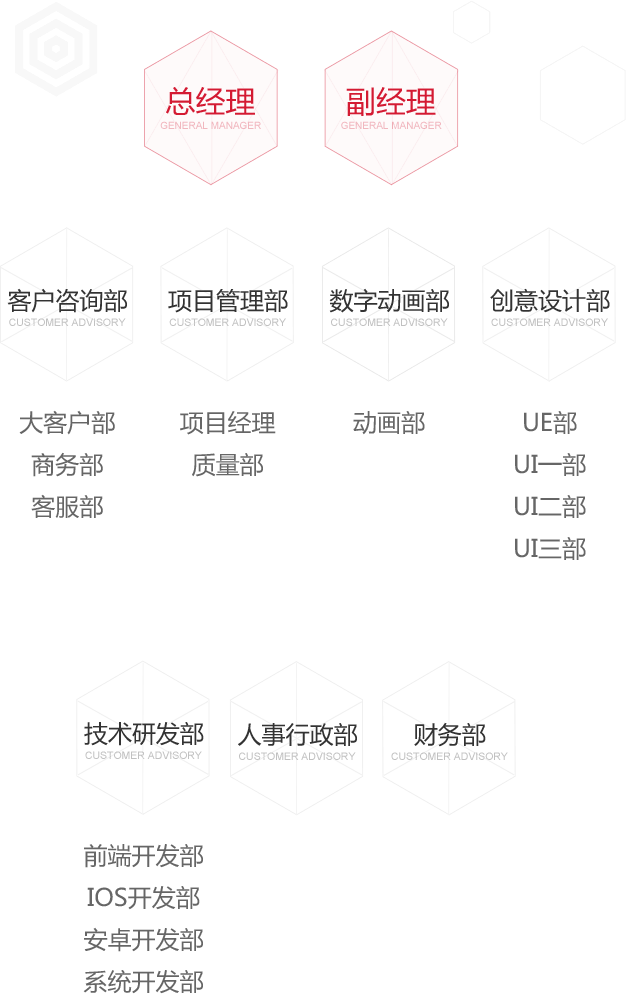 总经理
GENERAL MANAGER
副经理
GENERAL MANAGER
客户咨询部
CUSTOMER ADVISORY
项目管理部
CUSTOMER ADVISORY
数字动画部
CUSTOMER ADVISORY
创意设计部
CUSTOMER ADVISORY
大客户部
商务部
客服部
项目经理
质量部
动画部
UE部
UI一部
UI二部
UI三部
技术研发部
CUSTOMER ADVISORY
人事行政部
CUSTOMER ADVISORY
财务部
CUSTOMER ADVISORY
前端开发部
IOS开发部
安卓开发部
系统开发部